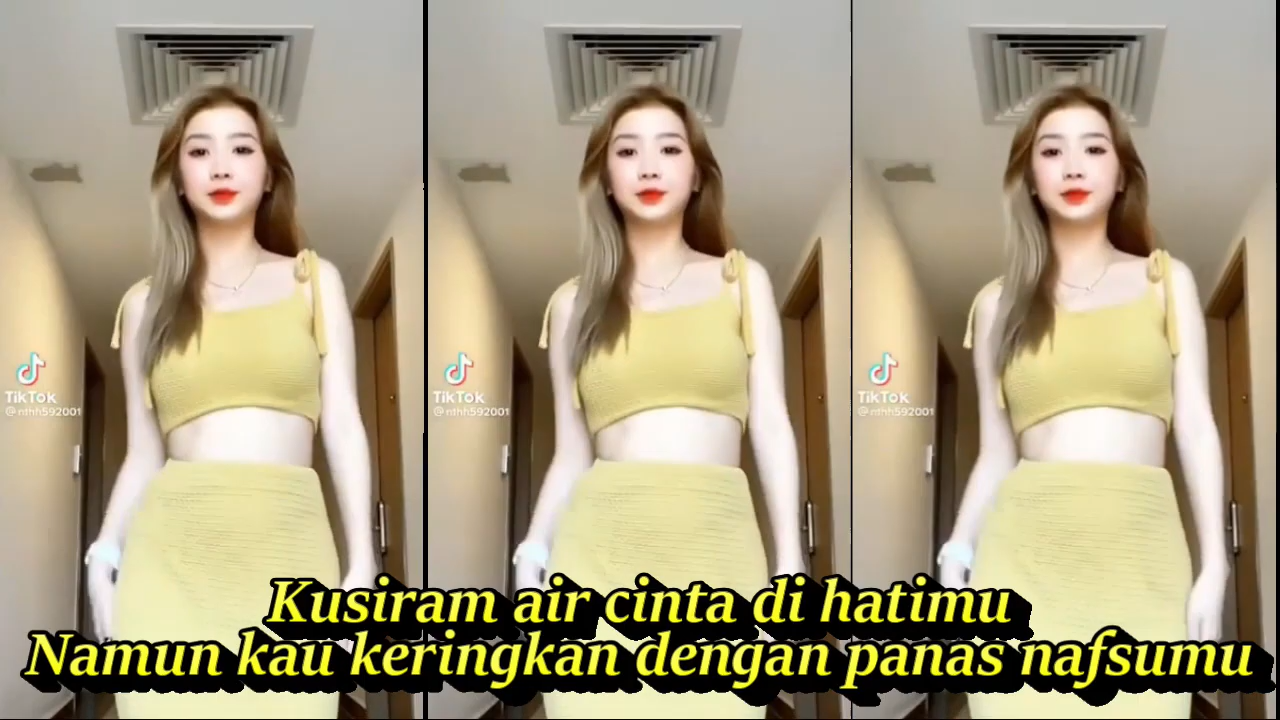 TikTok
@nthh592001
TikTok
@nthh592001
TikTok
@nthh592001
Kusiram air cinta di hatimu
Namun kau keringkan dengan panas nafsumu